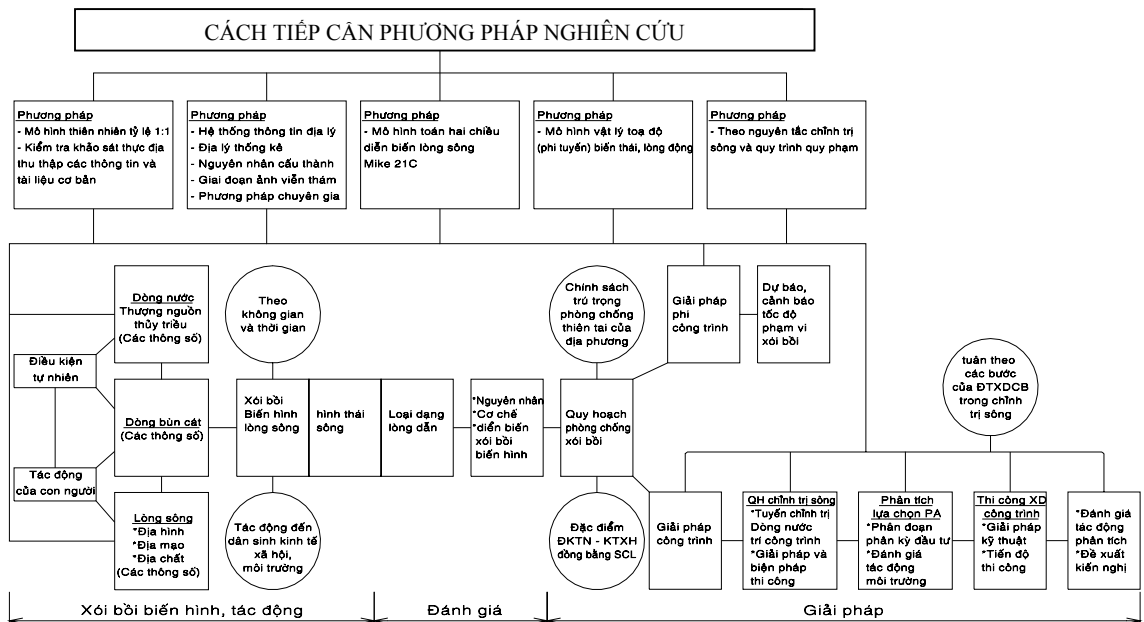 CÁCH TIẾP CÂN PHƯƠNG PHÁP NGHIÊN CỨU
Phương pháp
- Mô hình thiên nhiên tỷ lệ 1:1
- Kiểm tra khảo sát thực địa
thu thập các thông tin và
tài liệu cơ bản
Phương pháp
- Hệ thống thông tin địa lý
- Địa lý thống kê
- Nguyên nhân cấu thành
- Giai đoạn ảnh viễn thám
- Phương pháp chuyên gia
Phương pháp
- Mô hình toán hai chiều
diễn biến lòng sông
Mike 21C
Phương pháp
- Mô hình vật lý toạ độ
(phi tuyến) biến thái, lòng động
Phương pháp
- Theo nguyên tắc chỉnh trị
sông và quy trình quy phạm
Dòng nước
Thượng nguồn
thủy triều
(Các thông số)
Theo
không gian
và thời gian
Chính sách
trú trọng
phòng chống
thiên tai của
địa phương
Giải pháp
phi
công trình
Dự báo,
cảnh báo
tốc độ
phạm vi
xói bồi
Điều kiện
tự nhiên
tuân theo
các bước
của ĐTXDCB
trong chỉnh
trị sông
Dòng bùn cát
(Các thông số)
Xói bồi
Biến hình
lòng sông
hình thái
sông
Loại dạng
lòng dẫn
*Nguyên nhân
*Cơ chế
*diển biến
xói bồi
biến hình
Quy hoạch
phòng chống
xói bồi
Tác động
của con người
Lòng sông
*Địa hình
*Địa mạo
*Địa chất
(Các thông số)
Tác động đến
dân sinh kinh tế
xã hội,
môi trường
Đặc điểm
ĐKTN - KTXH
đồng bằng SCL
Giải pháp
công trình
QH chỉnh trị sông
*Tuyến chỉnh trị
Dòng nước
trí công trình
*Giải pháp và
biện pháp
thi công
Phân tích
lựa chọn PA
*Phân đoạn
phân kỳ đầu tư
*Đánh giá
tác động
môi trường
Thi công XD
công trình
*Giải pháp
kỹ thuật
*Tiến độ
thi công
*Đánh giá
tác động
phân tích
*Đề xuất
kiến nghị
Xói bồi biến hình, tác động
Đánh giá
Giải pháp